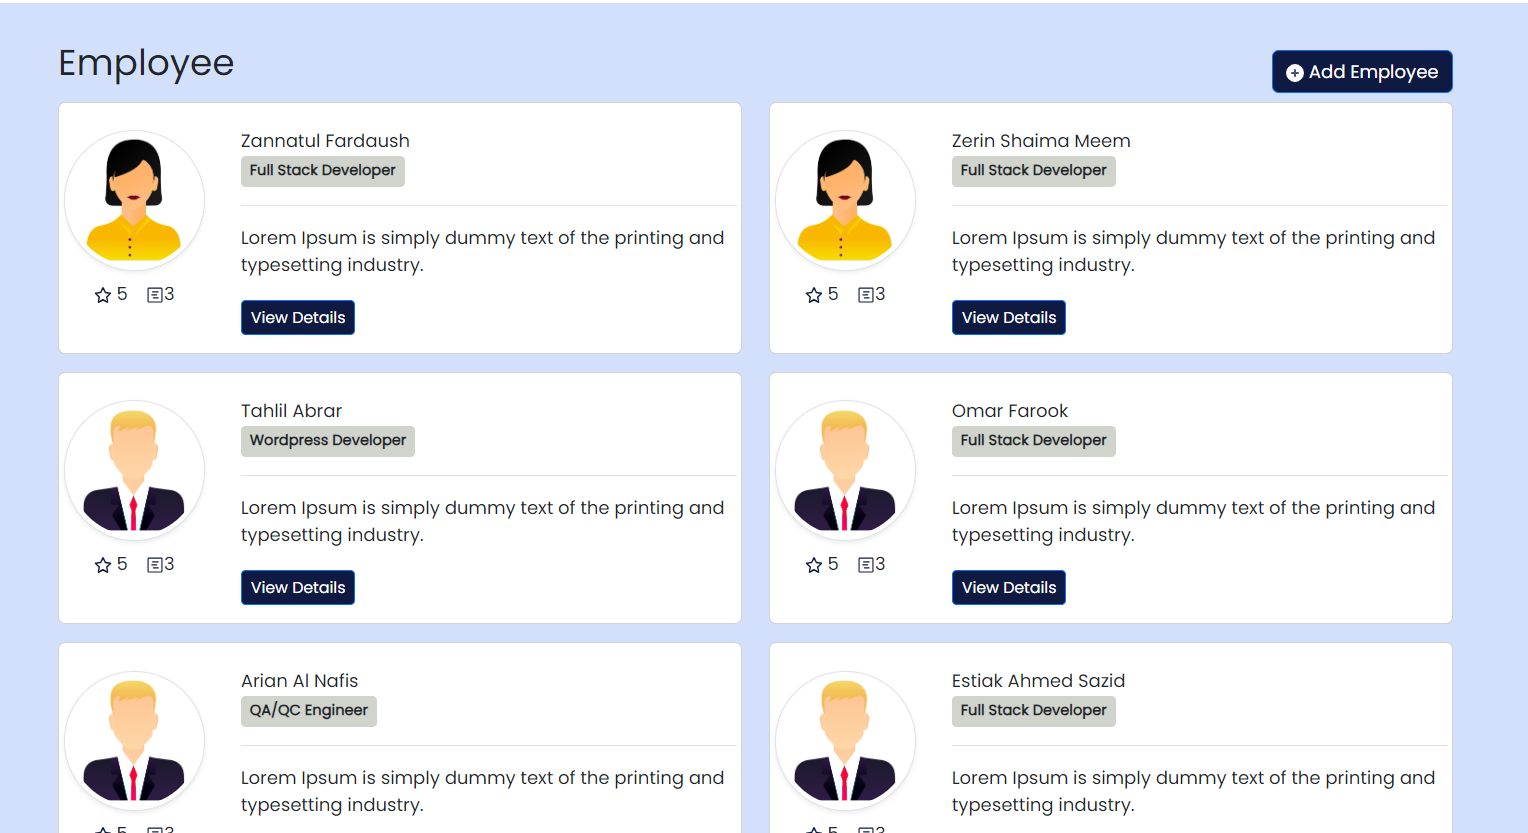 Employee
Add Employee
Zannatul Fardaush
Full Stack Developer
Lorem Ipsum is simply dummy text of the printing and
typesetting industry.
5 3
View Details
Zerin Shaima Meem
Full Stack Developer
Lorem Ipsum is simply dummy text of the printing and
typesetting industry.
5 3
View Details
Tahlil Abrar
Wordpress Developer
Lorem Ipsum is simply dummy text of the printing and
typesetting industry.
5 3
View Details
Omar Farook
Full Stack Developer
Lorem Ipsum is simply dummy text of the printing and
typesetting industry.
5 3
View Details
Arian Al Nafis
QA/QC Engineer
Lorem Ipsum is simply dummy text of the printing and
typesetting industry.
5 3
Estiak Ahmed Sazid
Full Stack Developer
Lorem Ipsum is simply dummy text of the printing and
typesetting industry.
5 3